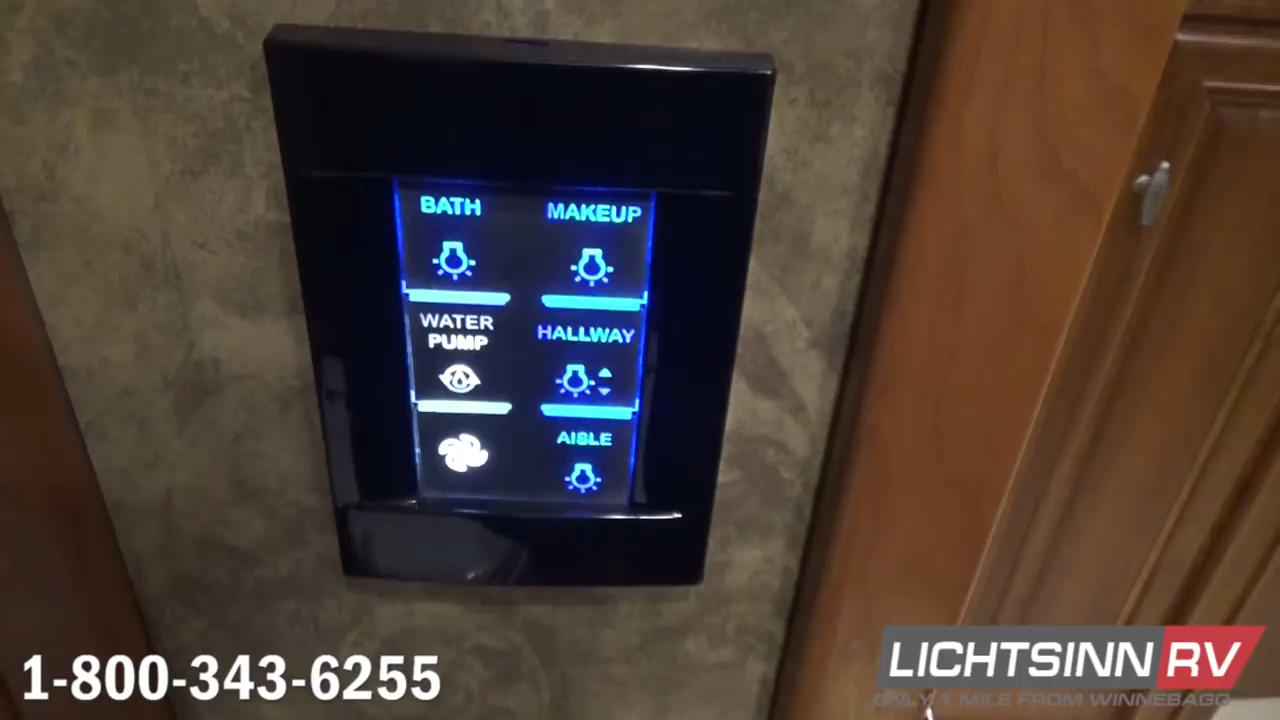 BATH
MAKEUP
WATER
PUMP
HALLWAY
AISLE
1-800-343-6255
LICHTSINN RV
ONLY 1 MILE FROM WINNEBAGO